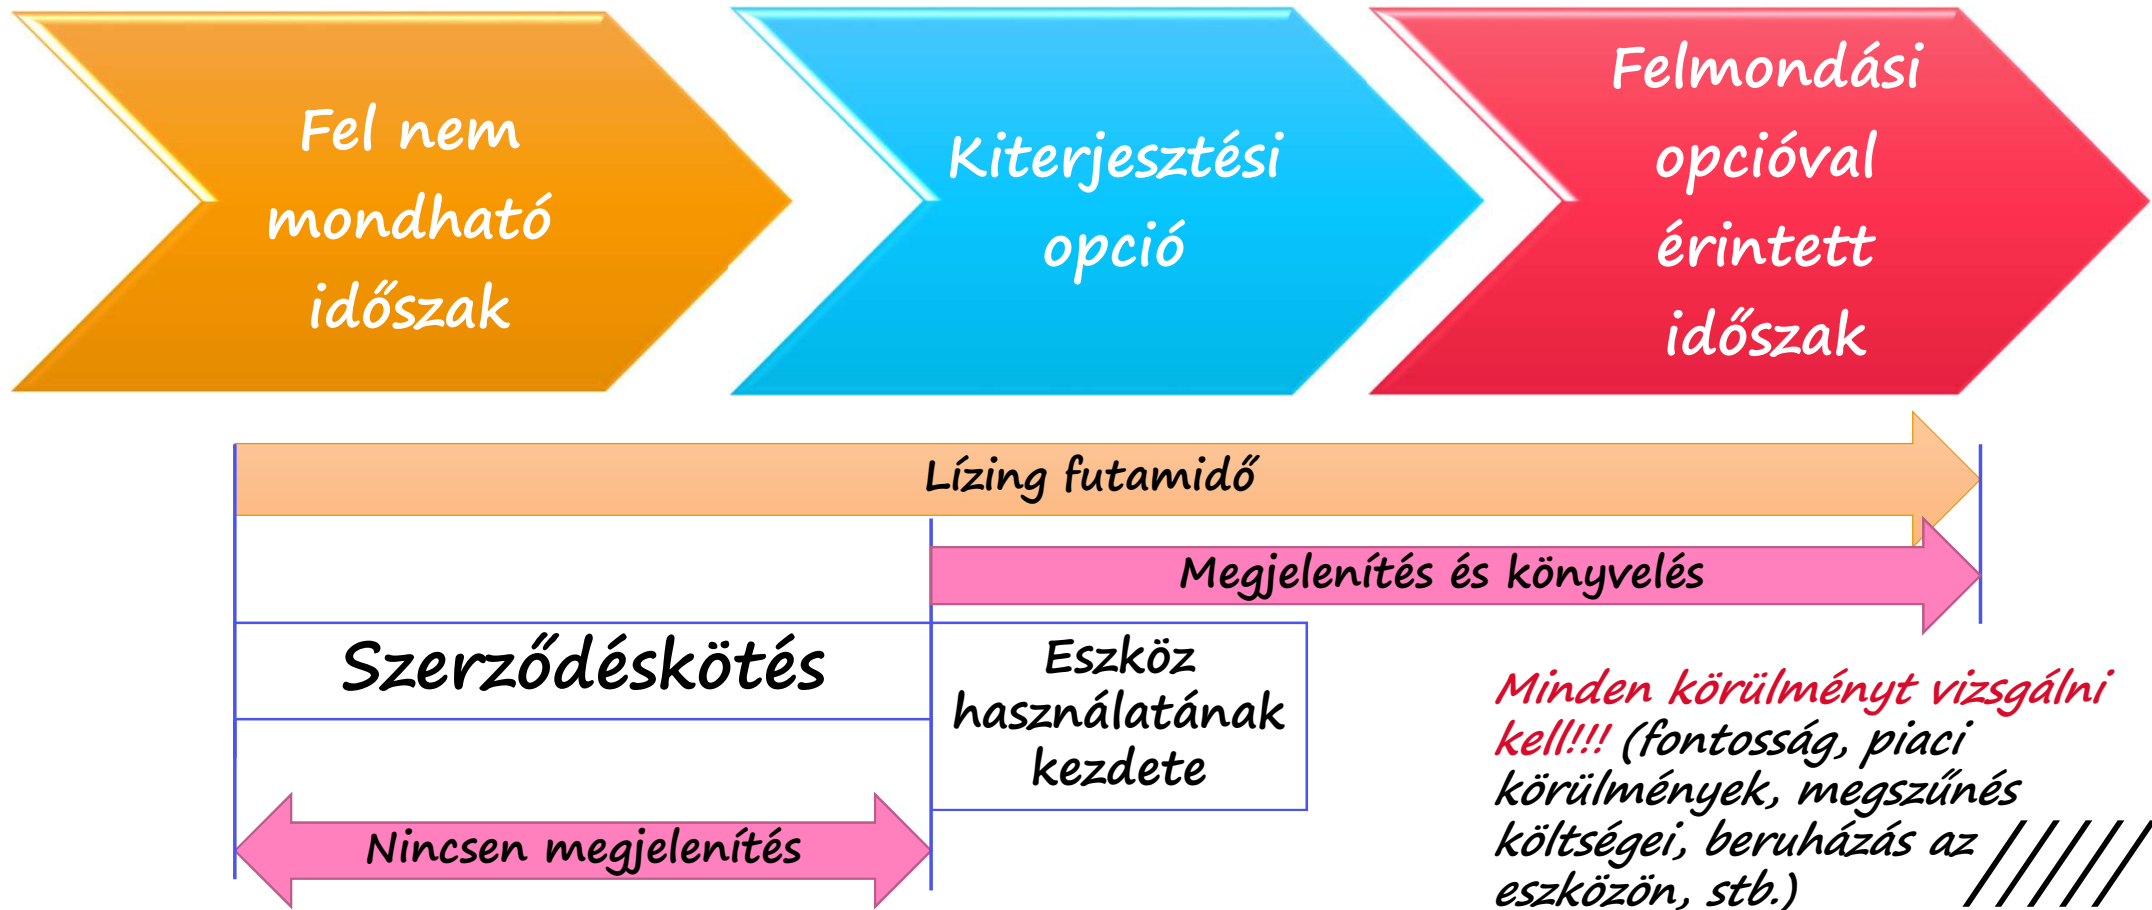 Fel nem
mondható
időszak
Kiterjesztési
opció
Felmondási
opcióval
érintett
időszak
Lízing futamidő
Megjelenítés és könyvelés
Szerződéskötés
Eszköz
használatának
kezdete
Nincsen megjelenítés
Minden körülményt vizsgálni
kell!!! (fontosság, piaci
körülmények, megszűnés
költségei, beruházás az
eszközön, stb.)